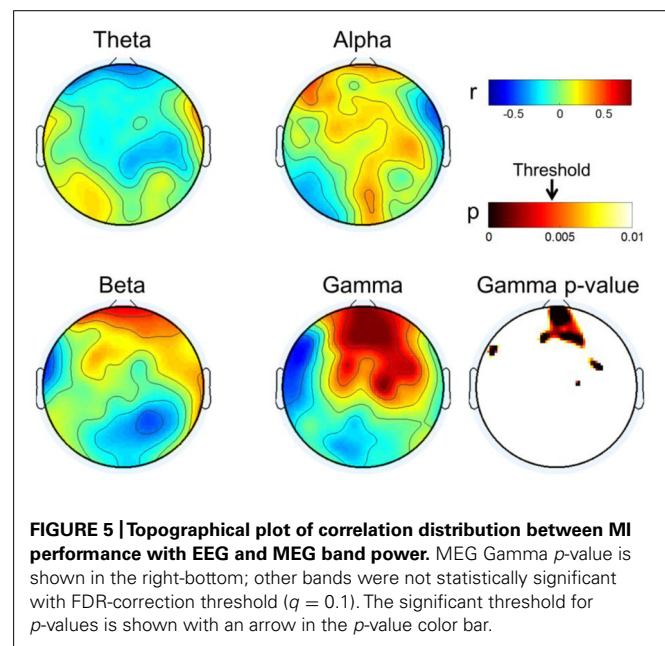 Theta
Alpha
r
-0.5 0 0.5
Threshold
p
0 0.005 0.01
Beta
Gamma
Gamma p-value
FIGURE 5 | Topographical plot of correlation distribution between MI
performance with EEG and MEG band power. MEG Gamma p-value is
shown in the right-bottom; other bands were not statistically significant
with FDR-correction threshold (q = 0.1). The significant threshold for
p-values is shown with an arrow in the p-value color bar.